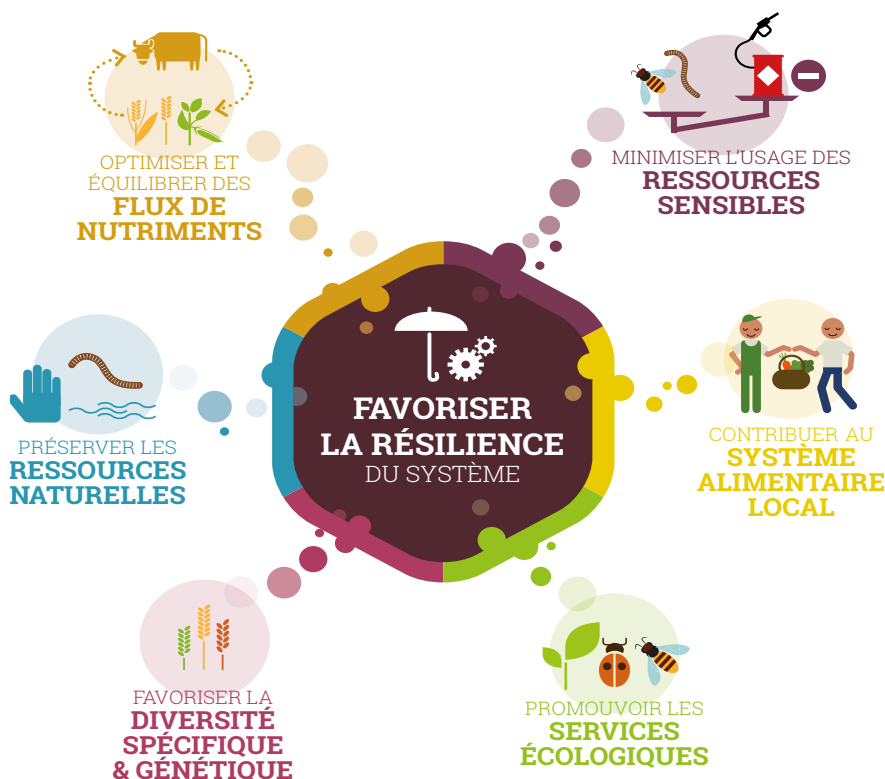 OPTIMISER ET
ÉQUILIBRER DES
FLUX DE
NUTRIMENTS
MINIMISER L'USAGE DES
RESSOURCES
SENSIBLES
FAVORISER
LA RÉSILIENCE
DU SYSTÈME
PRÉSERVER LES
RESSOURCES
NATURELLES
CONTRIBUER AU
SYSTÈME
ALIMENTAIRE
LOCAL
FAVORISER LA
DIVERSITÉ
SPÉCIFIQUE
& GÉNÉTIQUE
PROMOUVOIR LES
SERVICES
ÉCOLOGIQUES